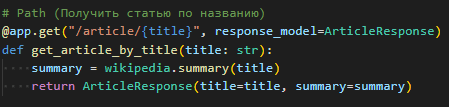 # Path (Получить статью по названию)
@app.get("/article/{title}", response_model=ArticleResponse)
def get_article_by_title(title: str):
    summary = wikipedia.summary(title)
    return ArticleResponse(title=title, summary=summary)